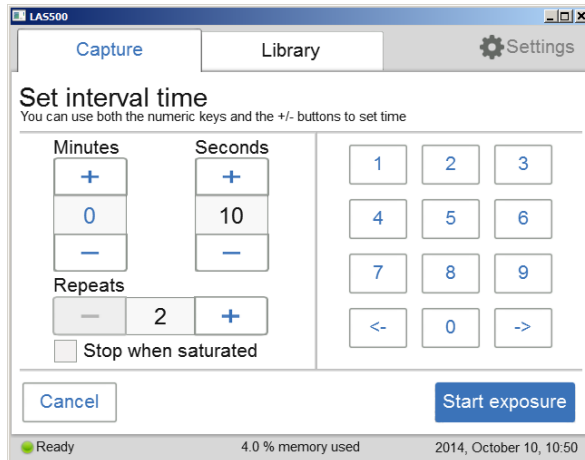 LAS500
Capture
Library
Settings
Set interval time
You can use both the numeric keys and the +/- buttons to set time
Minutes
Seconds
+
+
0
10
−
−
Repeats
− 2 +
Stop when saturated
1 2 3
4 5 6
7 8 9
<- 0 ->
Cancel
Start exposure
Ready
4.0 % memory used
2014, October 10, 10:50